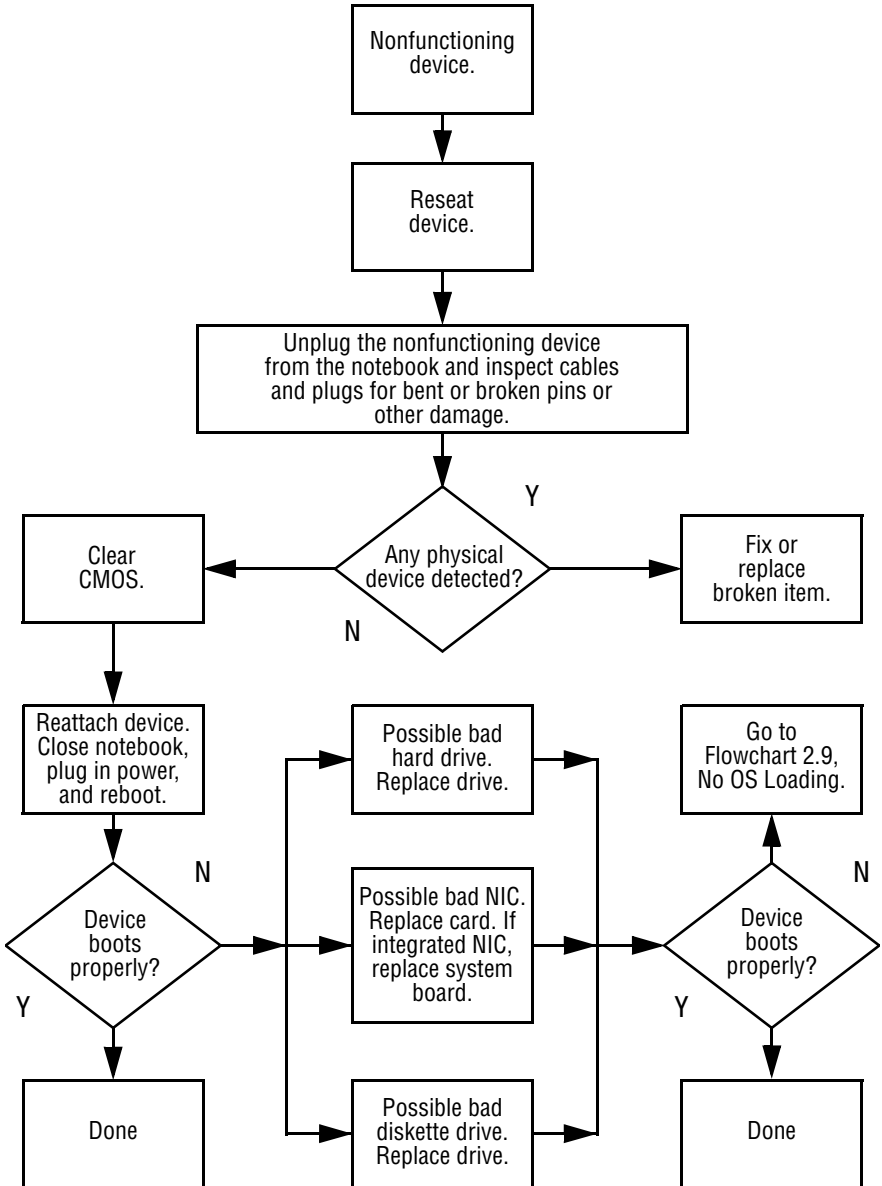 Nonfunctioning
device.
Reseat
device.
Unplug the nonfunctioning device
from the notebook and inspect cables
and plugs for bent or broken pins or
other damage.
Y
Any physical
device detected?
N
Clear
CMOS.
Fix or
replace
broken item.
Reattach device.
Close notebook,
plug in power,
and reboot.
N
Device
boots
properly?
Y
Done
Possible bad
hard drive.
Replace drive.
Possible bad NIC.
Replace card. If
integrated NIC,
replace system
board.
Possible bad
diskette drive.
Replace drive.
Go to
Flowchart 2.9,
No OS Loading.
N
Device
boots
properly?
Y
Done